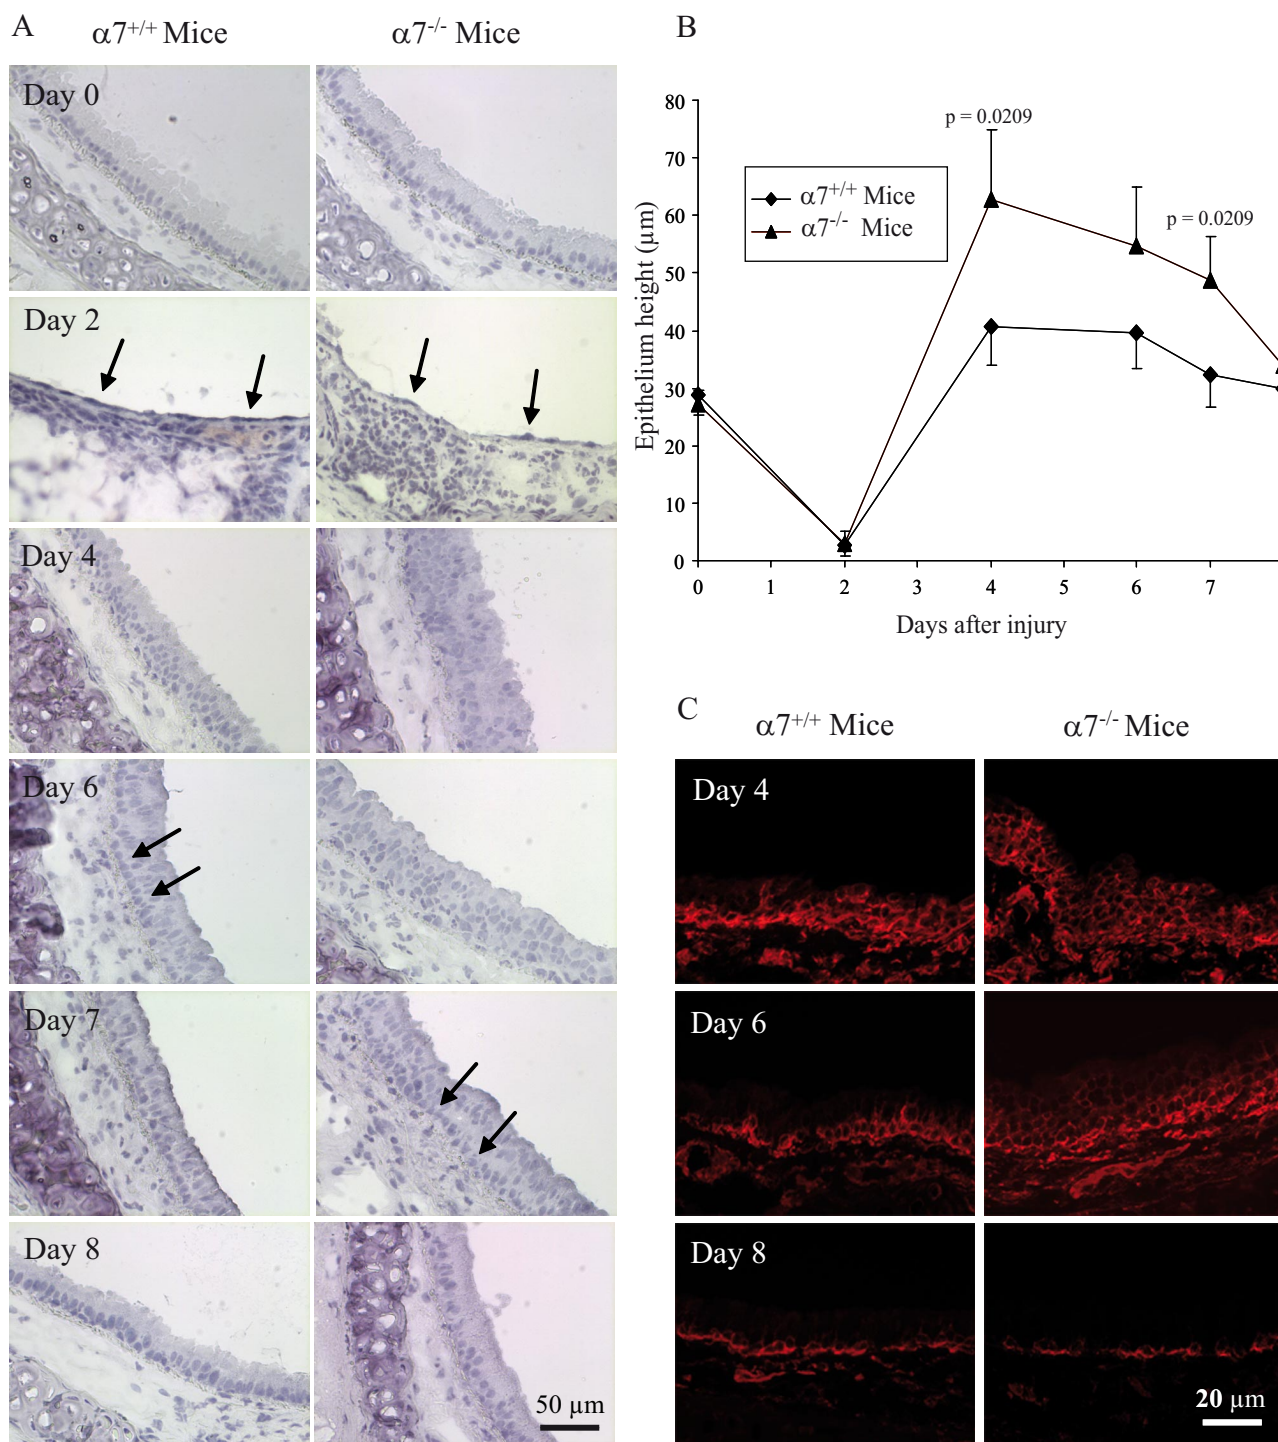 A
α7+/+ Mice
α7-/- Mice
Day 0
Day 2
Day 4
Day 6
Day 7
Day 8
50 µm
B
80
70
60
50
40
30
20
10
0
Epithelium height (µm)
p = 0.0209
p = 0.0209
α7+/+ Mice
α7-/- Mice
0 1 2 3 4 5 6 7
Days after injury
C
α7+/+ Mice
α7-/- Mice
Day 4
Day 6
Day 8
20 µm